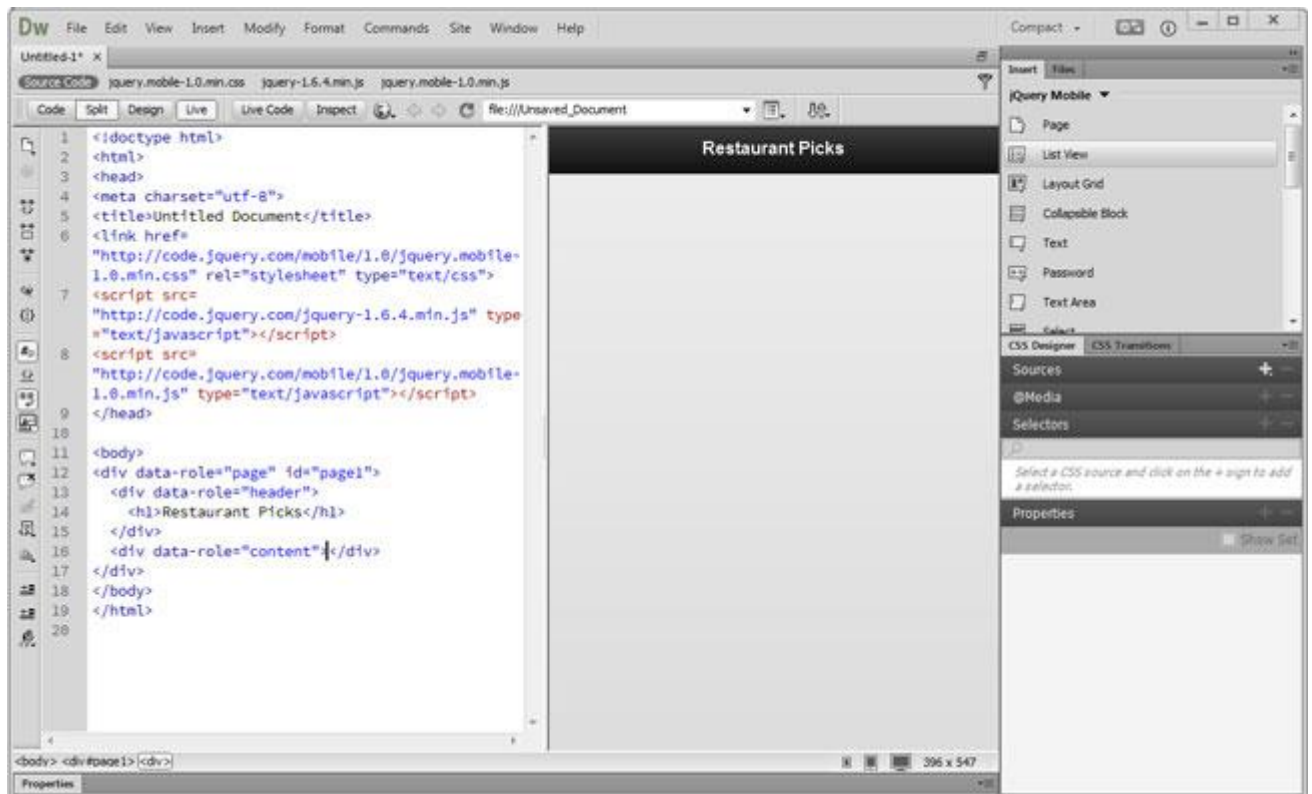 Dw File Edit View Insert Modify Format Commands Site Window Help
Compact
Untitled-1* ×
Source Code jquery.mobile-1.0.min.css jquery-1.6.4.min.js jquery.mobile-1.0.min.js
Code Split Design Live Live Code Inspect file:///Unsaved_Document
1 <!doctype html>
2 <html>
3 <head>
4 <meta charset="utf-8">
5 <title>Untitled Document</title>
6 <link href=
"http://code.jquery.com/mobile/1.0/jquery.mobile-
1.0.min.css" rel="stylesheet" type="text/css">
7 <script src=
"http://code.jquery.com/jquery-1.6.4.min.js" type
="text/javascript"></script>
8 <script src=
"http://code.jquery.com/mobile/1.0/jquery.mobile-
1.0.min.js" type="text/javascript"></script>
9 </head>
10
11 <body>
12 <div data-role="page" id="page1">
13 <div data-role="header">
14 <h1>Restaurant Picks</h1>
15 </div>
16 <div data-role="content"></div>
17 </div>
18 </body>
19 </html>
20
Restaurant Picks
Insert Files
jQuery Mobile
Page
List View
Layout Grid
Collapsible Block
Text
Password
Text Area
Select
CSS Designer CSS Transitions
Sources
@Media
Selectors
Select a CSS source and click on the + sign to add
a selector.
Properties
Show Set
<body> <div#page1> <div>
396 x 547
Properties